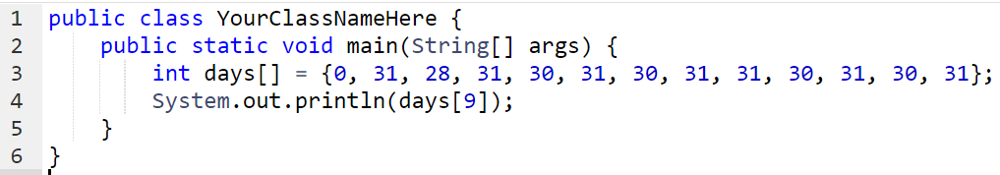 1 public class YourClassNameHere {
2     public static void main(String[] args) {
3         int days[] = {0, 31, 28, 31, 30, 31, 30, 31, 31, 30, 31, 30, 31};
4         System.out.println(days[9]);
5     }
6 }